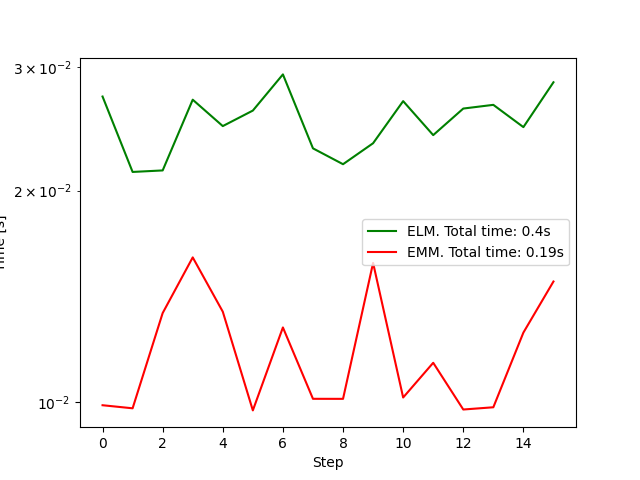 3 × 10⁻²
2 × 10⁻²
10⁻²
Time [s]
ELM. Total time: 0.4s
EMM. Total time: 0.19s
0 2 4 6 8 10 12 14
Step